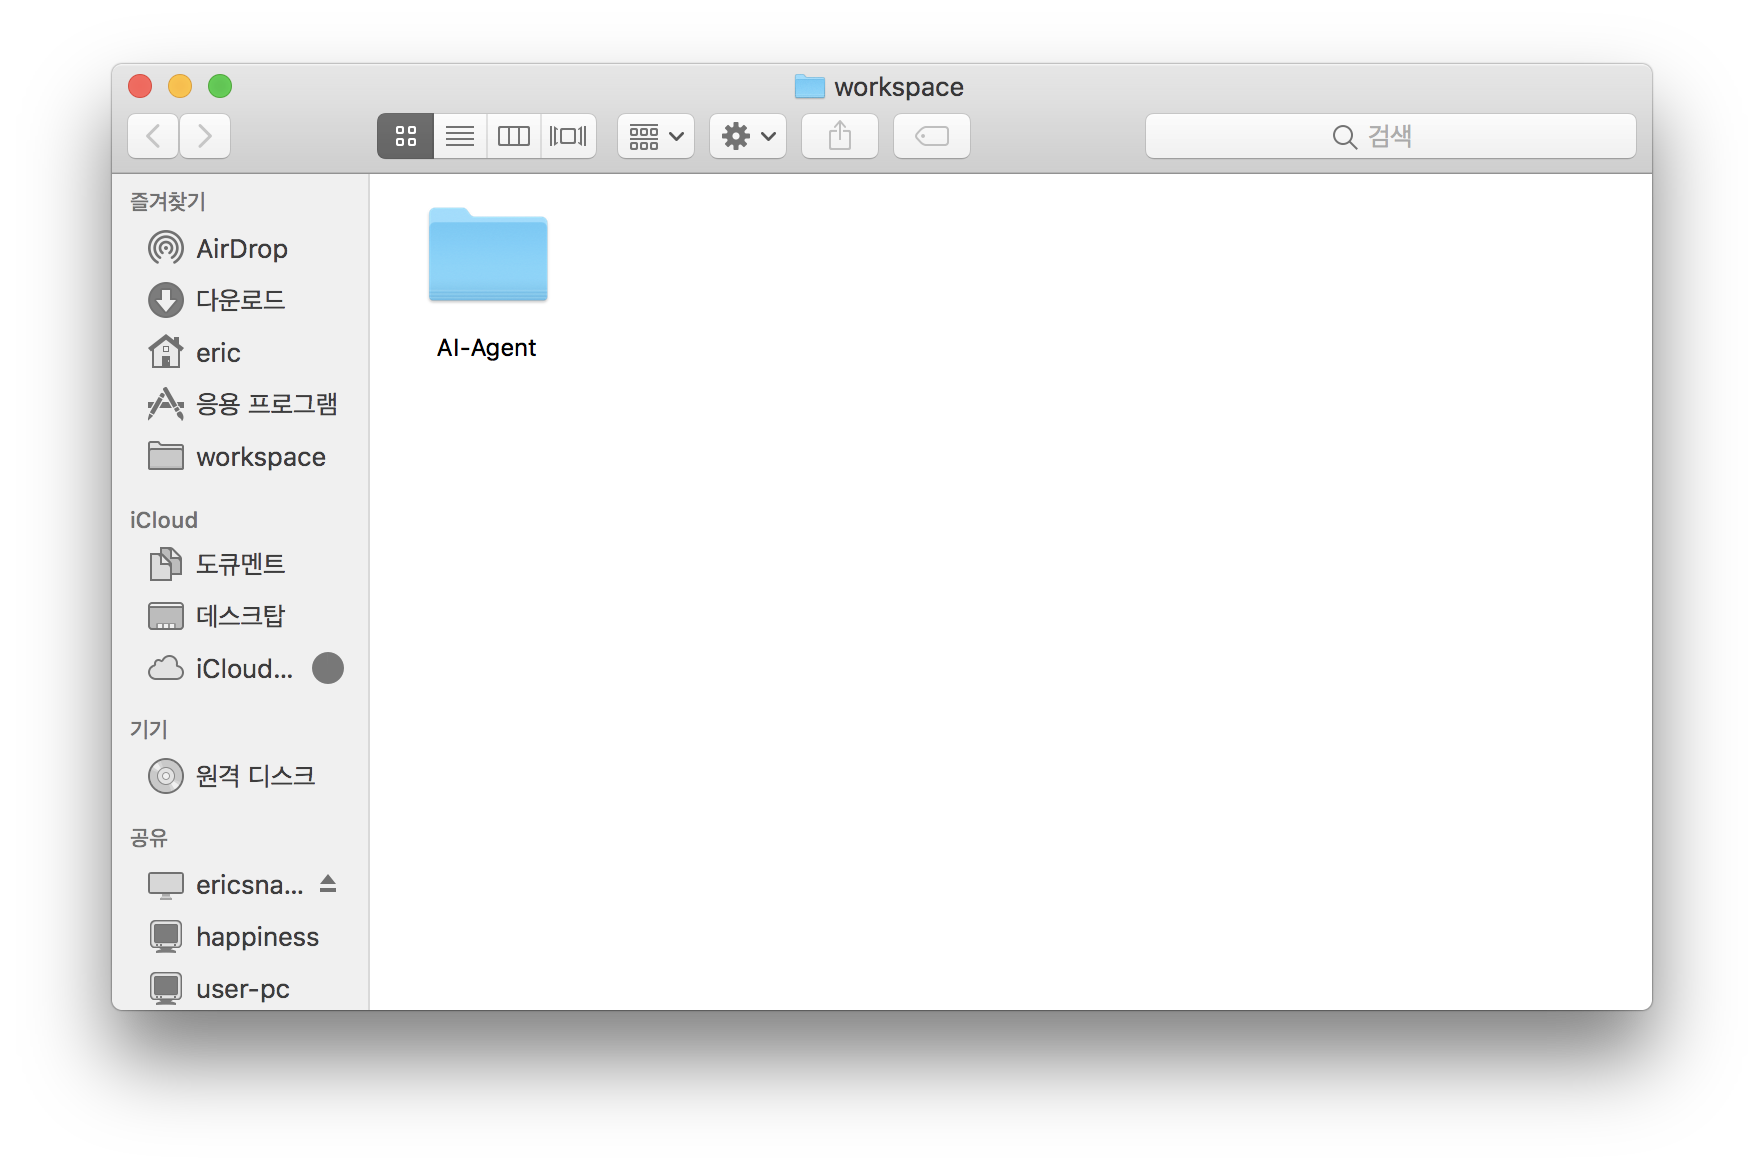 workspace
검색
즐겨찾기
AirDrop
다운로드
eric
응용 프로그램
workspace
iCloud
도큐멘트
데스크탑
iCloud...
기기
원격 디스크
공유
ericsna...
happiness
user-pc
AI-Agent